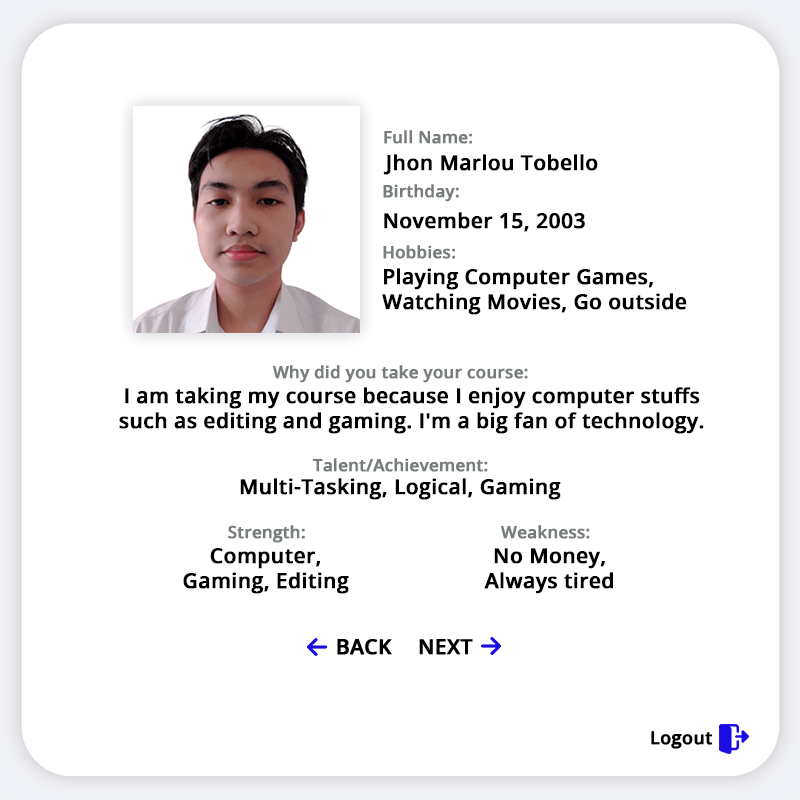 Full Name:
Jhon Marlou Tobello
Birthday:
November 15, 2003
Hobbies:
Playing Computer Games,
Watching Movies, Go outside
Why did you take your course:
I am taking my course because I enjoy computer stuffs
such as editing and gaming. I'm a big fan of technology.
Talent/Achievement:
Multi-Tasking, Logical, Gaming
Strength:
Computer,
Gaming, Editing
Weakness:
No Money,
Always tired
BACK NEXT
Logout